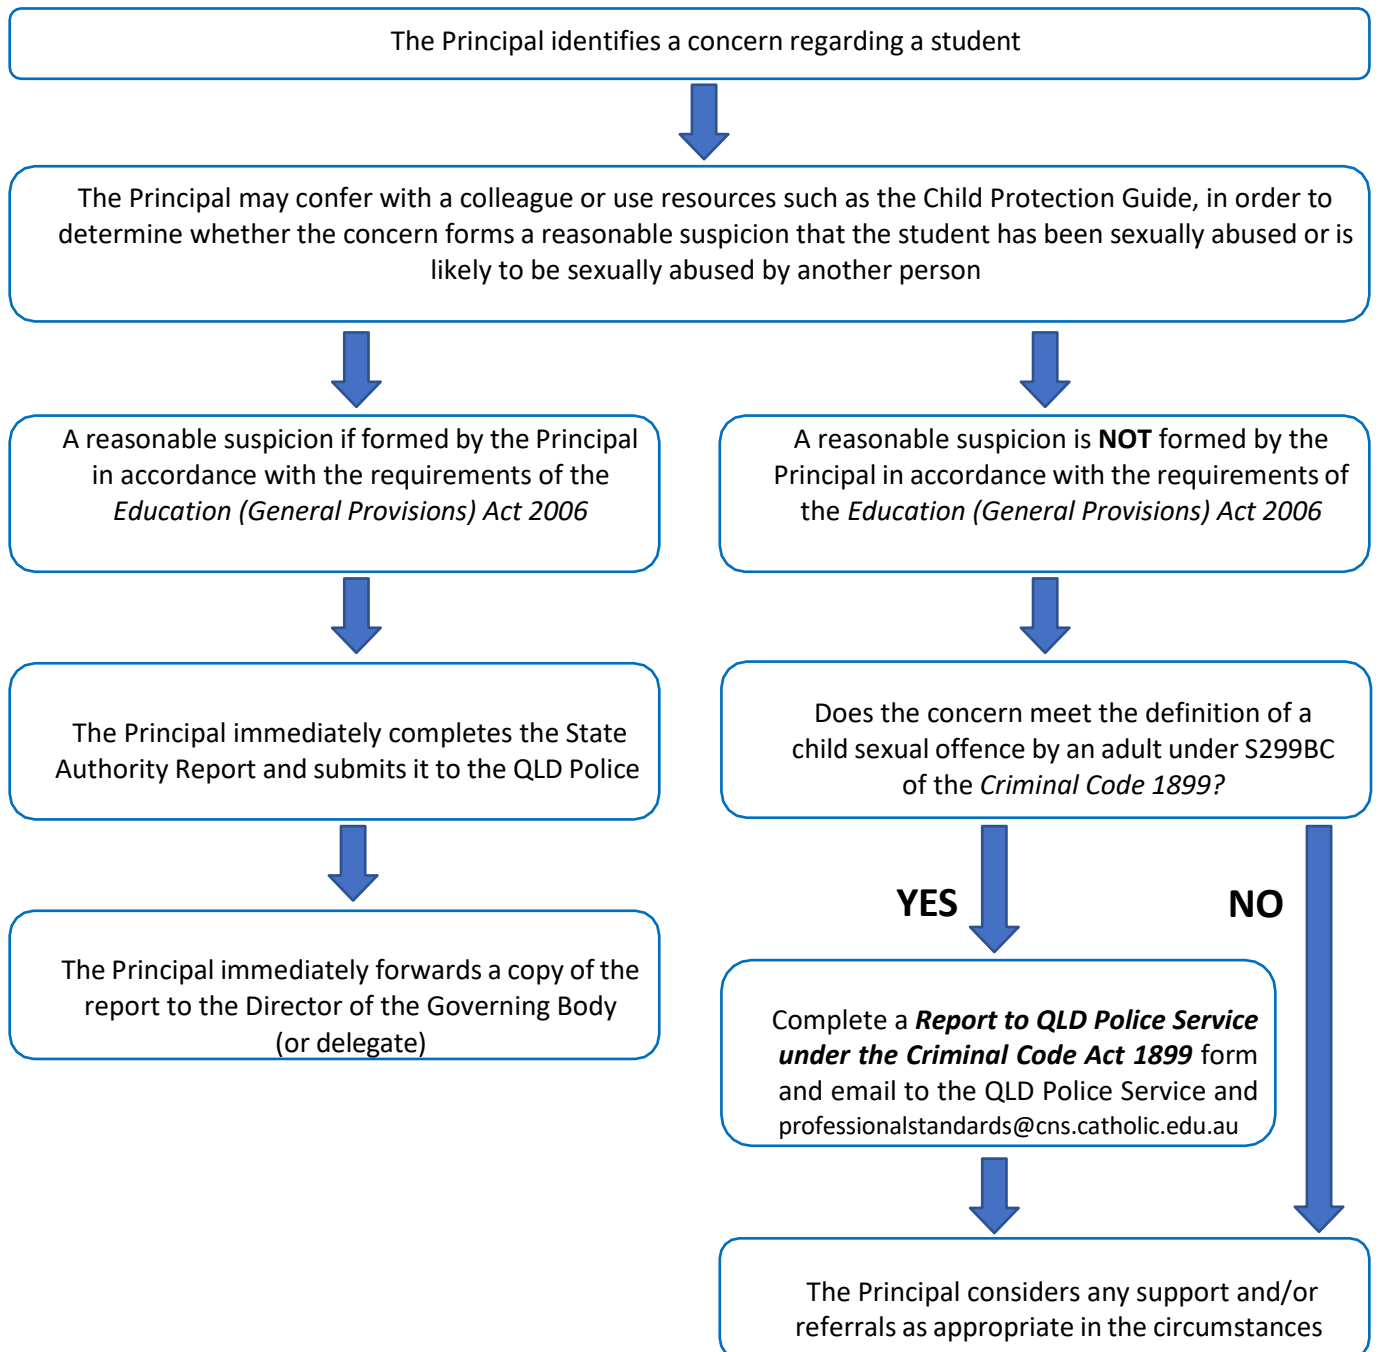 The Principal identifies a concern regarding a student
The Principal may confer with a colleague or use resources such as the Child Protection Guide, in order to
determine whether the concern forms a reasonable suspicion that the student has been sexually abused or is
likely to be sexually abused by another person
A reasonable suspicion if formed by the Principal
in accordance with the requirements of the
Education (General Provisions) Act 2006
A reasonable suspicion is NOT formed by the
Principal in accordance with the requirements of
the Education (General Provisions) Act 2006
The Principal immediately completes the State
Authority Report and submits it to the QLD Police
Does the concern meet the definition of a
child sexual offence by an adult under S299BC
of the Criminal Code 1899?
YES
NO
The Principal immediately forwards a copy of the
report to the Director of the Governing Body
(or delegate)
Complete a Report to QLD Police Service
under the Criminal Code Act 1899 form
and email to the QLD Police Service and
professionalstandards@cns.catholic.edu.au
The Principal considers any support and/or
referrals as appropriate in the circumstances